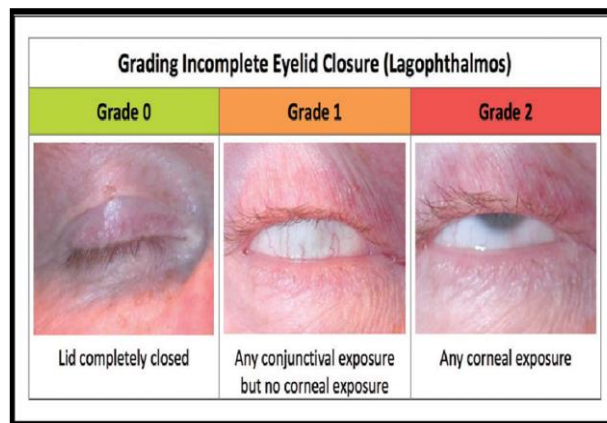 Grading Incomplete Eyelid Closure (Lagophthalmos)
Grade 0
Grade 1
Grade 2
Lid completely closed
Any conjunctival exposure
but no corneal exposure
Any corneal exposure